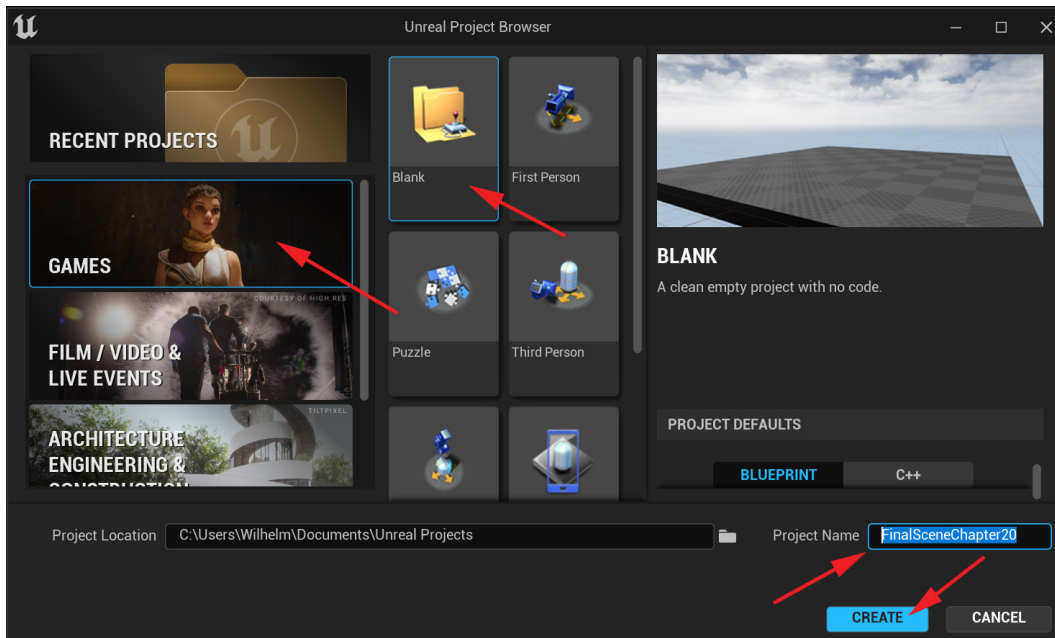 Unreal Project Browser
RECENT PROJECTS
GAMES
COURTESY OF HIGH RES
FILM / VIDEO &
LIVE EVENTS
TILTPIXEL
ARCHITECTURE
ENGINEERING &
CONSTRUCTION
Blank
First Person
Puzzle
Third Person
BLANK
A clean empty project with no code.
PROJECT DEFAULTS
BLUEPRINT
C++
Project Location
C:\Users\Wilhelm\Documents\Unreal Projects
Project Name
FinalSceneChapter20
CREATE
CANCEL